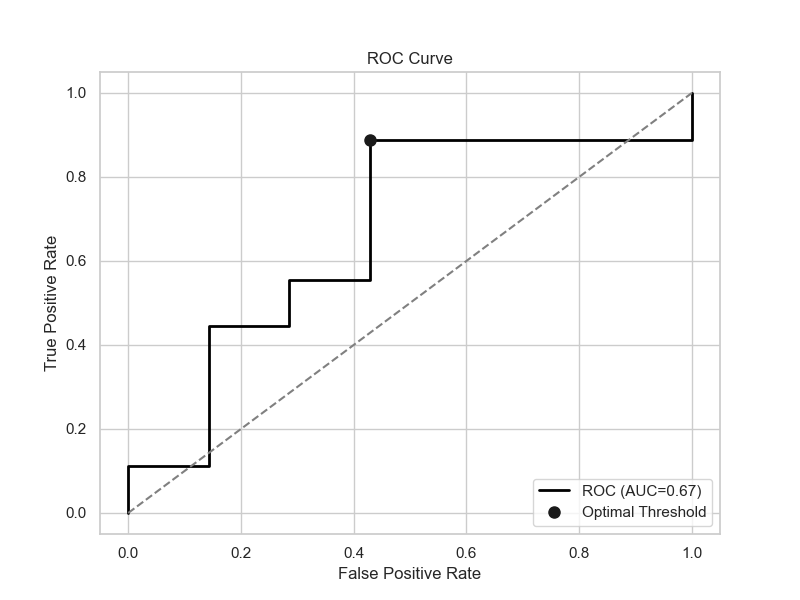 ROC Curve
True Positive Rate
1.0
0.8
0.6
0.4
0.2
0.0
0.0 0.2 0.4 0.6 0.8 1.0
False Positive Rate
ROC (AUC=0.67)
Optimal Threshold